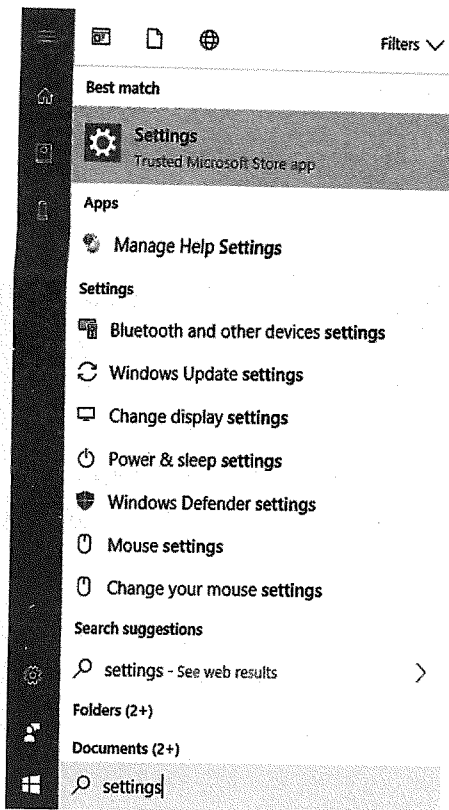 Filters
Best match
Settings
Trusted Microsoft Store app
Apps
Manage Help Settings
Settings
Bluetooth and other devices settings
Windows Update settings
Change display settings
Power & sleep settings
Windows Defender settings
Mouse settings
Change your mouse settings
Search suggestions
settings - See web results
Folders (2+)
Documents (2+)
settings